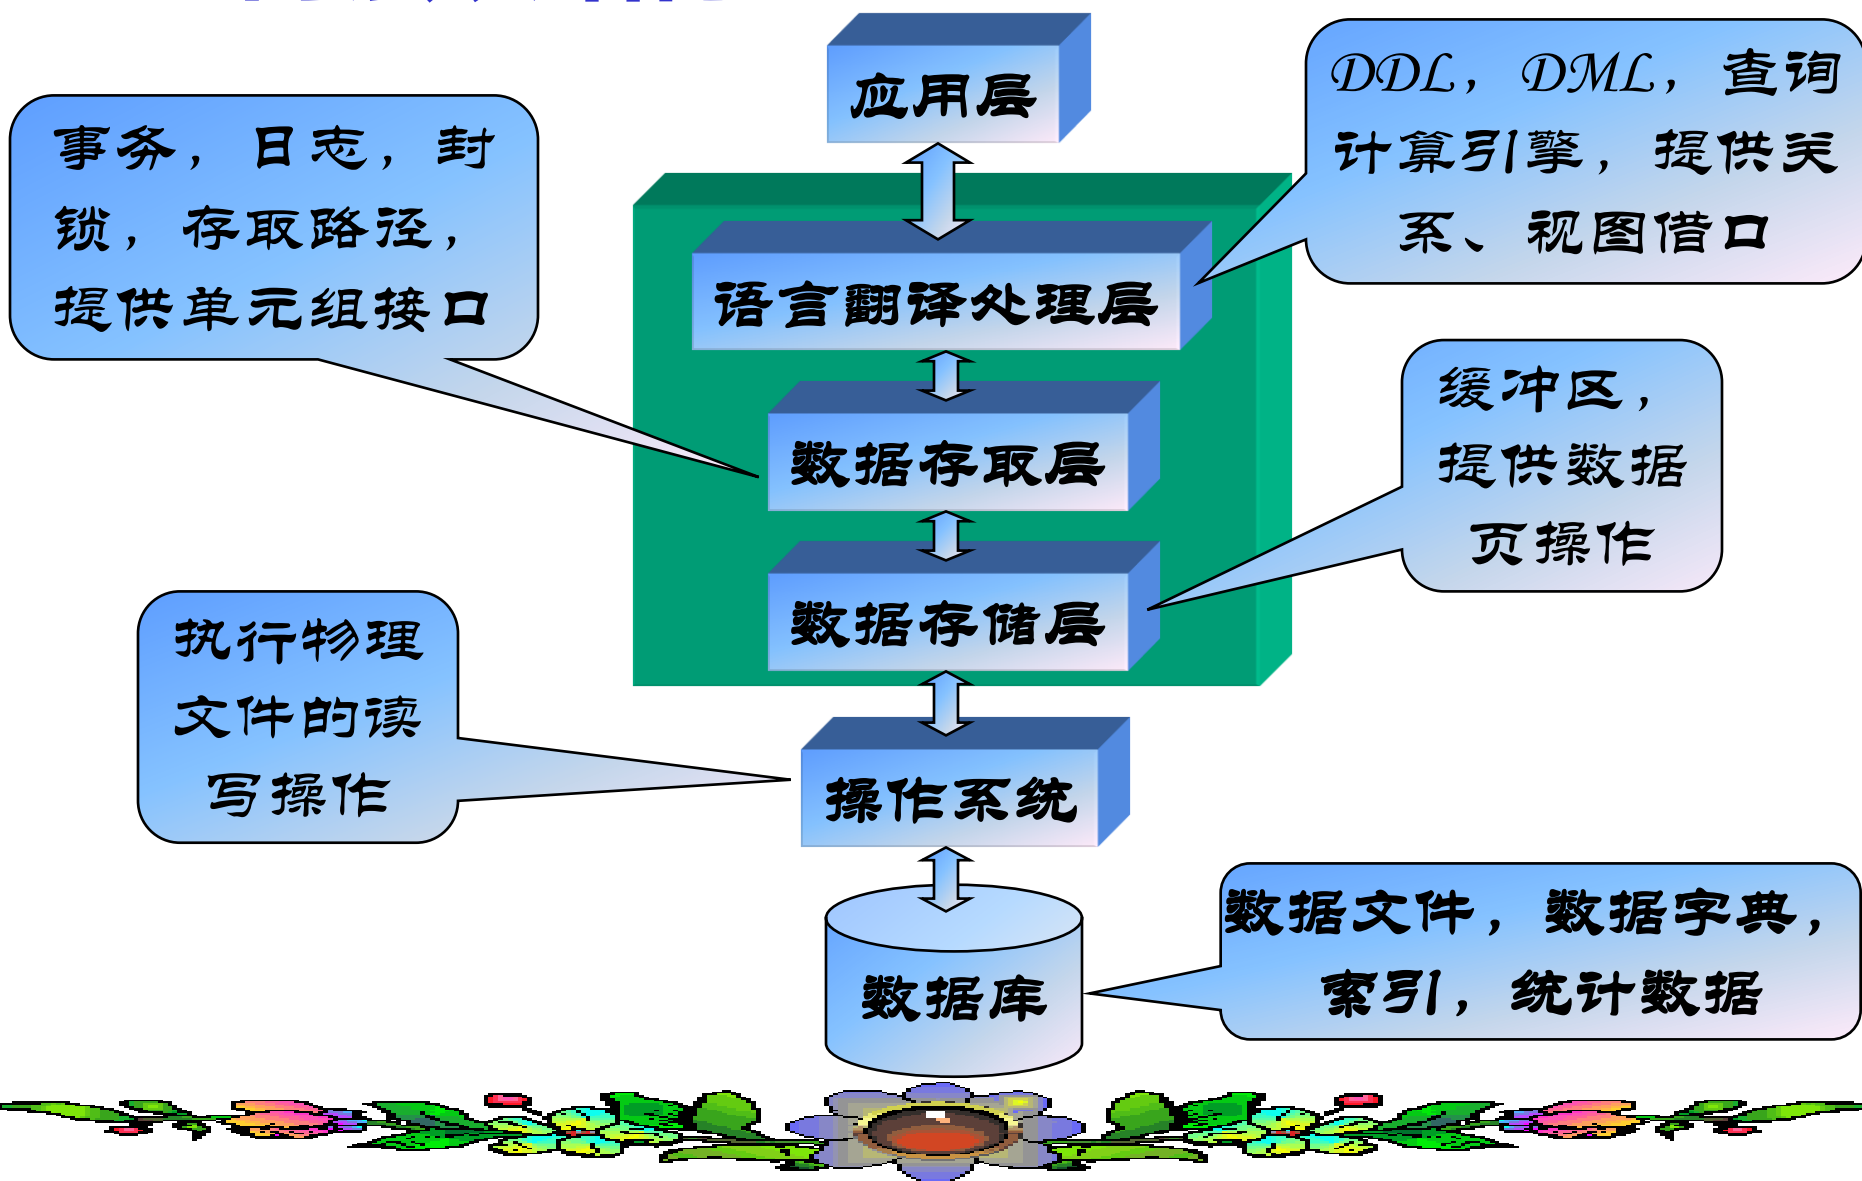 应用层
DDL，DML，查询
计算引擎，提供关
系、视图借口
事务，日志，封
锁，存取路径，
提供单元组接口
语言翻译处理层
缓冲区，
提供数据
页操作
数据存取层
数据存储层
执行物理
文件的读
写操作
操作系统
数据文件，数据字典，
索引，统计数据
数据库